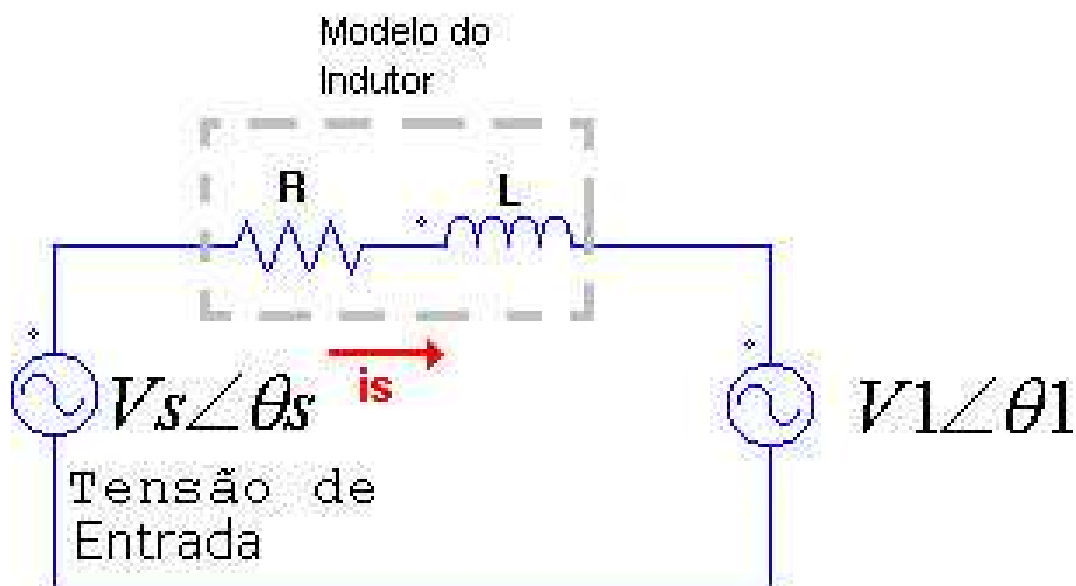 Modelo do
Indutor
R
L
is
Vs∠θs
V1∠θ1
Tensão de
Entrada